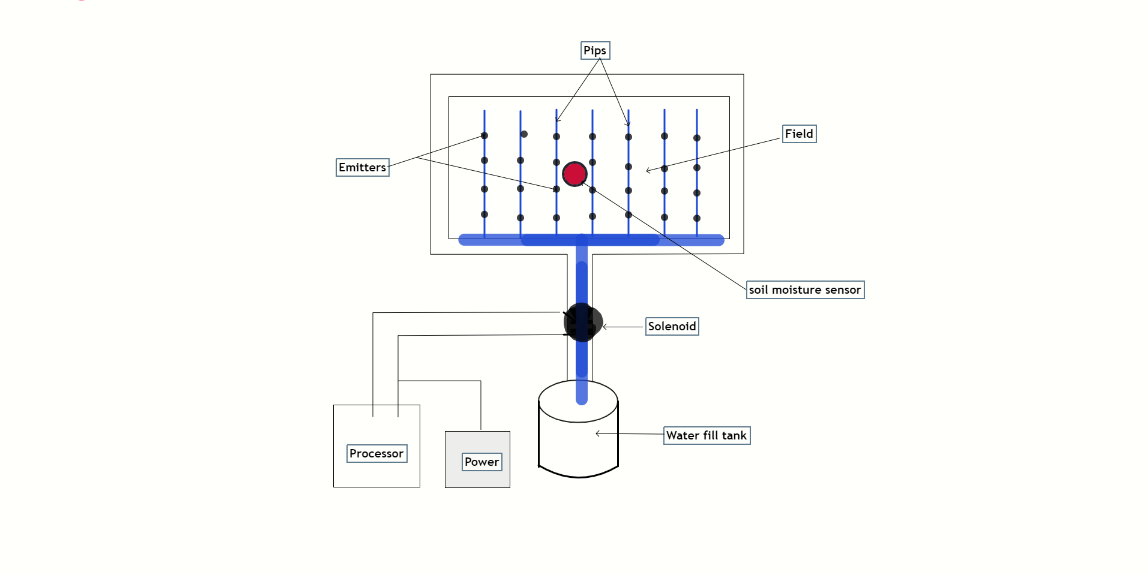 Pips
Field
Emitters
soil moisture sensor
Solenoid
Water fill tank
Processor
Power